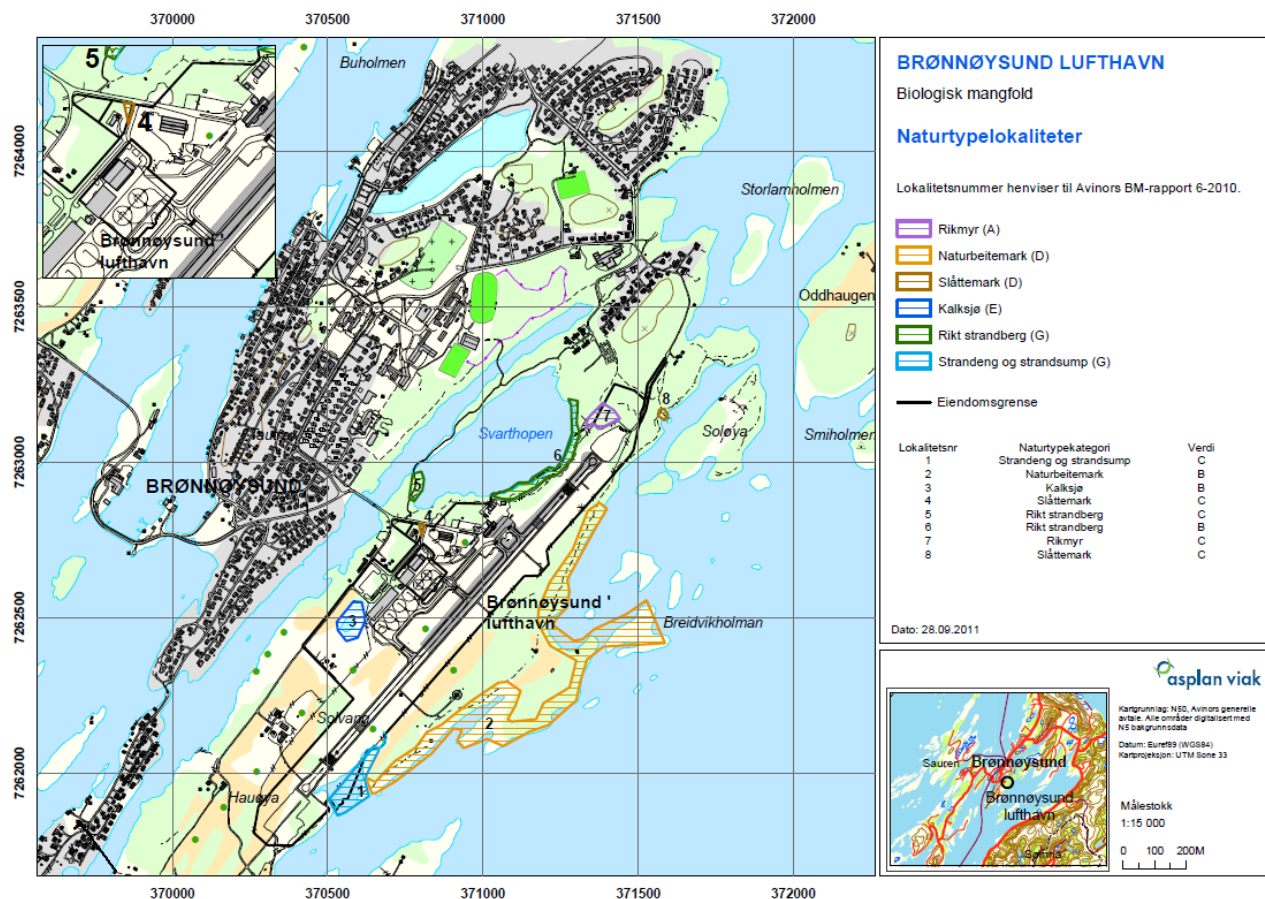 370000 370500 371000 371500 372000
7264000
7263500
7263000
7262500
7262000
5
4
Brønnøysund '
lufthavn
Buholmen
Storlamholmen
Oddhaugen
Svarthopen
7
8
Soløya
Smiholmen
6
5
BRØNNØYSUND
4
Brønnøysund '
lufthavn
Breidvikholman
3
2
Solvang
1
Hauøya
370000 370500 371000 371500 372000
BRØNNØYSUND LUFTHAVN
Biologisk mangfold
Naturtypelokaliteter
Lokalitetsnummer henviser til Avinors BM-rapport 6-2010.
Rikmyr (A)
Naturbeitemark (D)
Slåttemark (D)
Kalksjø (E)
Rikt strandberg (G)
Strandeng og strandsump (G)
Eiendomsgrense
Lokalitetsnr Naturtypekategori Verdi
1 Strandeng og strandsump C
2 Naturbeitemark B
3 Kalksjø B
4 Slåttemark C
5 Rikt strandberg C
6 Rikt strandberg B
7 Rikmyr C
8 Slåttemark C
Dato: 28.09.2011
asplan viak
Kartgrunnlag: N50, Avinors generelle
avtale. Alle områder digitalisert med
N5 bakgrunnsdata
Datum: Euref89 (WGS84)
Kartprojeksjon: UTM Sone 33
Målestokk
1:15 000
0 100 200M
Sauren
Brønnøysund
Brønnøysund
lufthavn